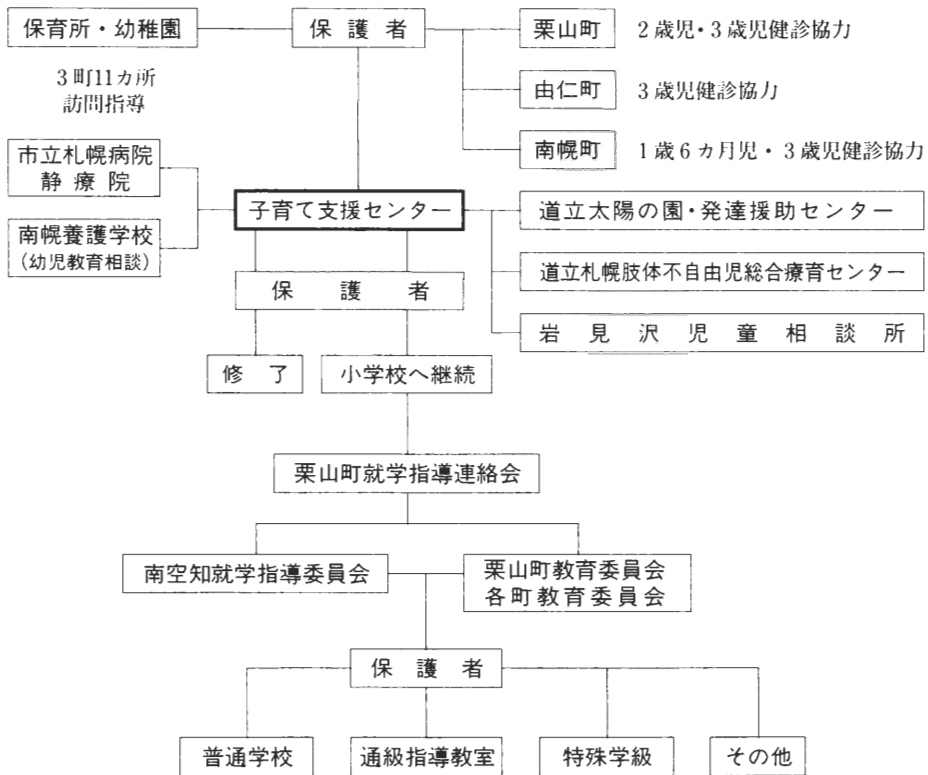 保育所・幼稚園
保護者
栗山町
2歳児・3歳児健診協力
3町11カ所
訪問指導
由仁町
3歳児健診協力
南幌町
1歳6カ月児・3歳児健診協力
市立札幌病院
静療院
南幌養護学校
(幼児教育相談)
子育て支援センター
道立太陽の園・発達援助センター
道立札幌肢体不自由児総合療育センター
岩見沢児童相談所
保護者
修了
小学校へ継続
栗山町就学指導連絡会
南空知就学指導委員会
栗山町教育委員会
各町教育委員会
保護者
普通学校
通級指導教室
特殊学級
その他